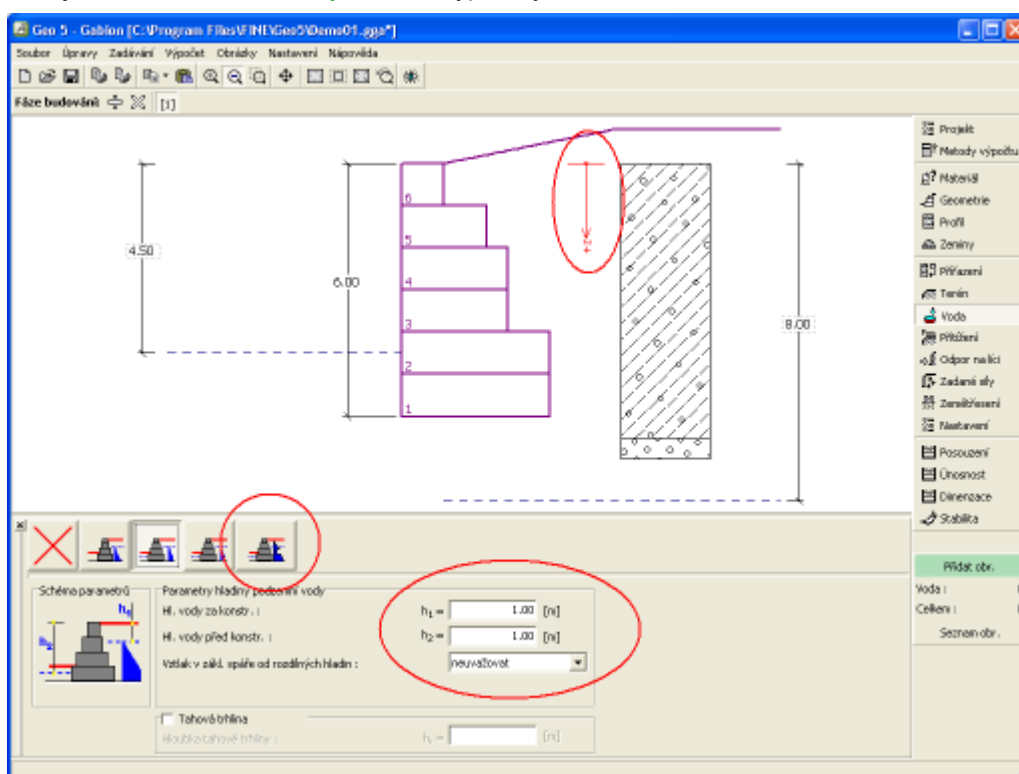 Geo 5 - Gabion [C:\Program Files\FINE\Geo5\Demo01.gga*]
Soubor Úpravy Zadávání Výpočet Obrázky Nastavení Nápověda
Fáze budování [1]
Projekt
Metody výpočtu
Materiál
Geometrie
Profil
Zeminy
Přiřazení
Terén
Voda
Přitížení
Odpor na líci
Zadané síly
Zemětřesení
Nastavení
Posouzení
Únosnost
Dimenzace
Stabilita
Přidat obr.
Voda :
Celkem :
Seznam obr.
4.50
6.00
8.00
+z
6
5
4
3
2
1
Schéma parametrů
h1
h2
Parametry hladiny podzemní vody
Hl. vody za konstr. : h1 = 1.00 [m]
Hl. vody před konstr. : h2 = 1.00 [m]
Vztlak v zákl. spáře od rozdílných hladin : neuvažovat
Tahová trhlina
Hloubka tahové trhliny : [m]